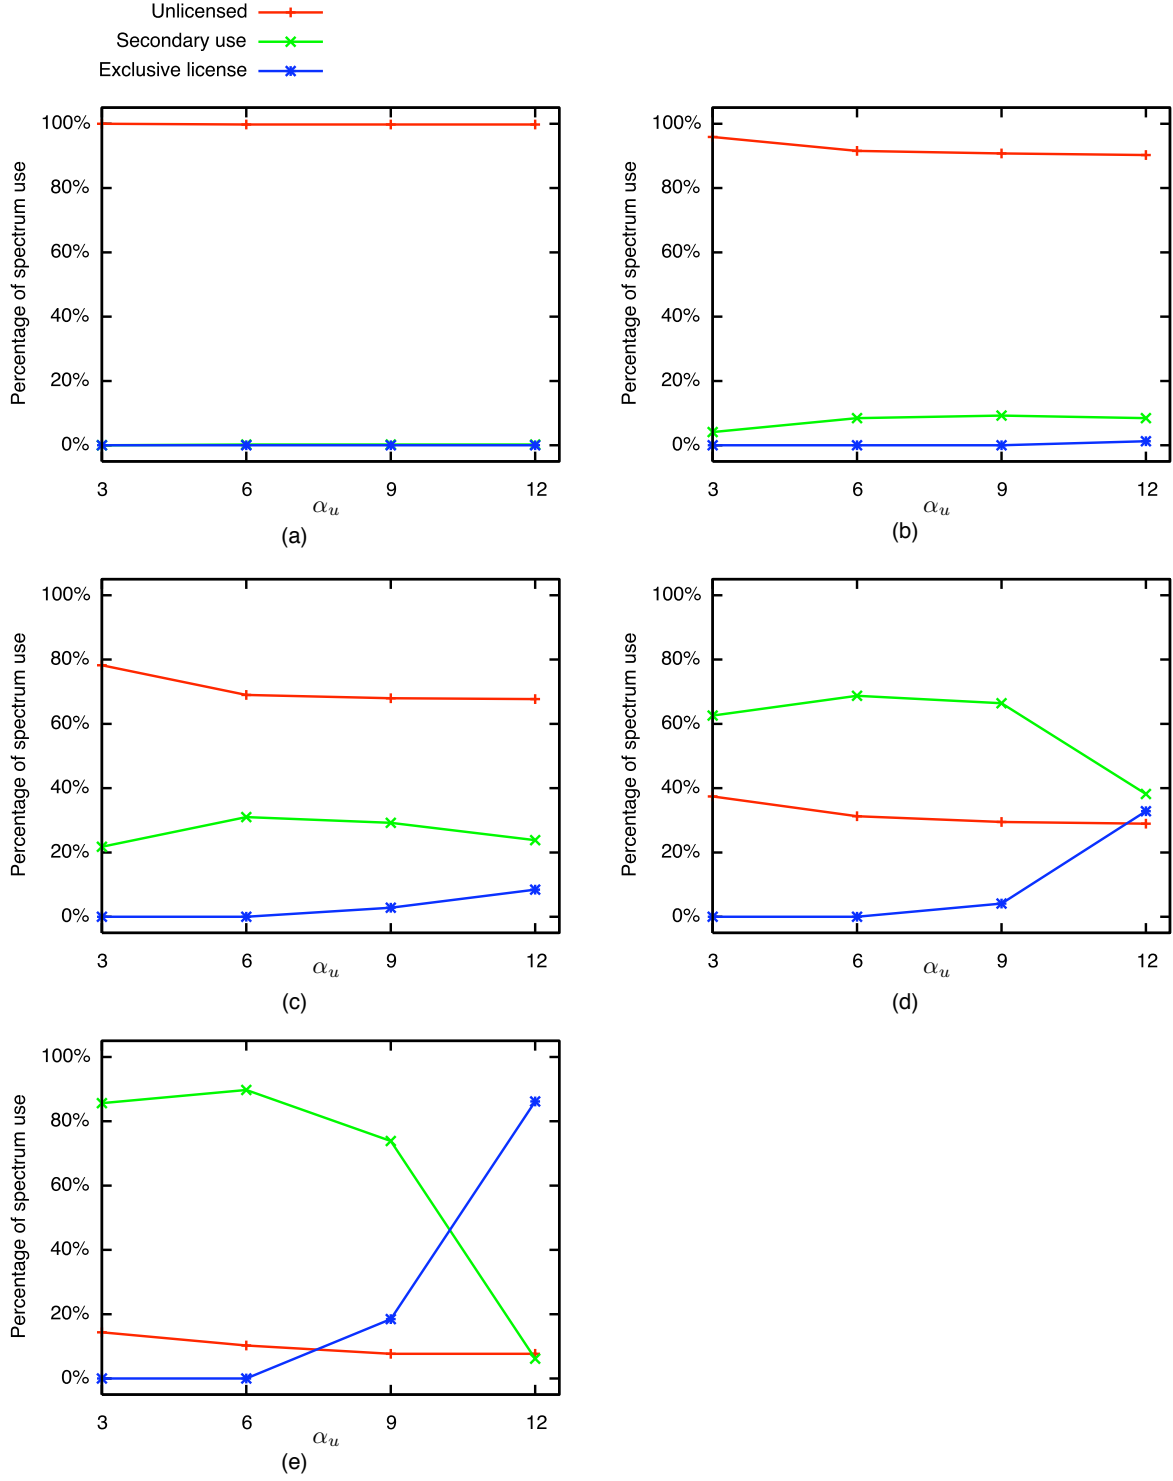 Unlicensed
Secondary use
Exclusive license
Percentage of spectrum use
100%
80%
60%
40%
20%
0%
3 6 9 12
αu
(a)
Percentage of spectrum use
100%
80%
60%
40%
20%
0%
3 6 9 12
αu
(b)
Percentage of spectrum use
100%
80%
60%
40%
20%
0%
3 6 9 12
αu
(c)
Percentage of spectrum use
100%
80%
60%
40%
20%
0%
3 6 9 12
αu
(d)
Percentage of spectrum use
100%
80%
60%
40%
20%
0%
3 6 9 12
αu
(e)